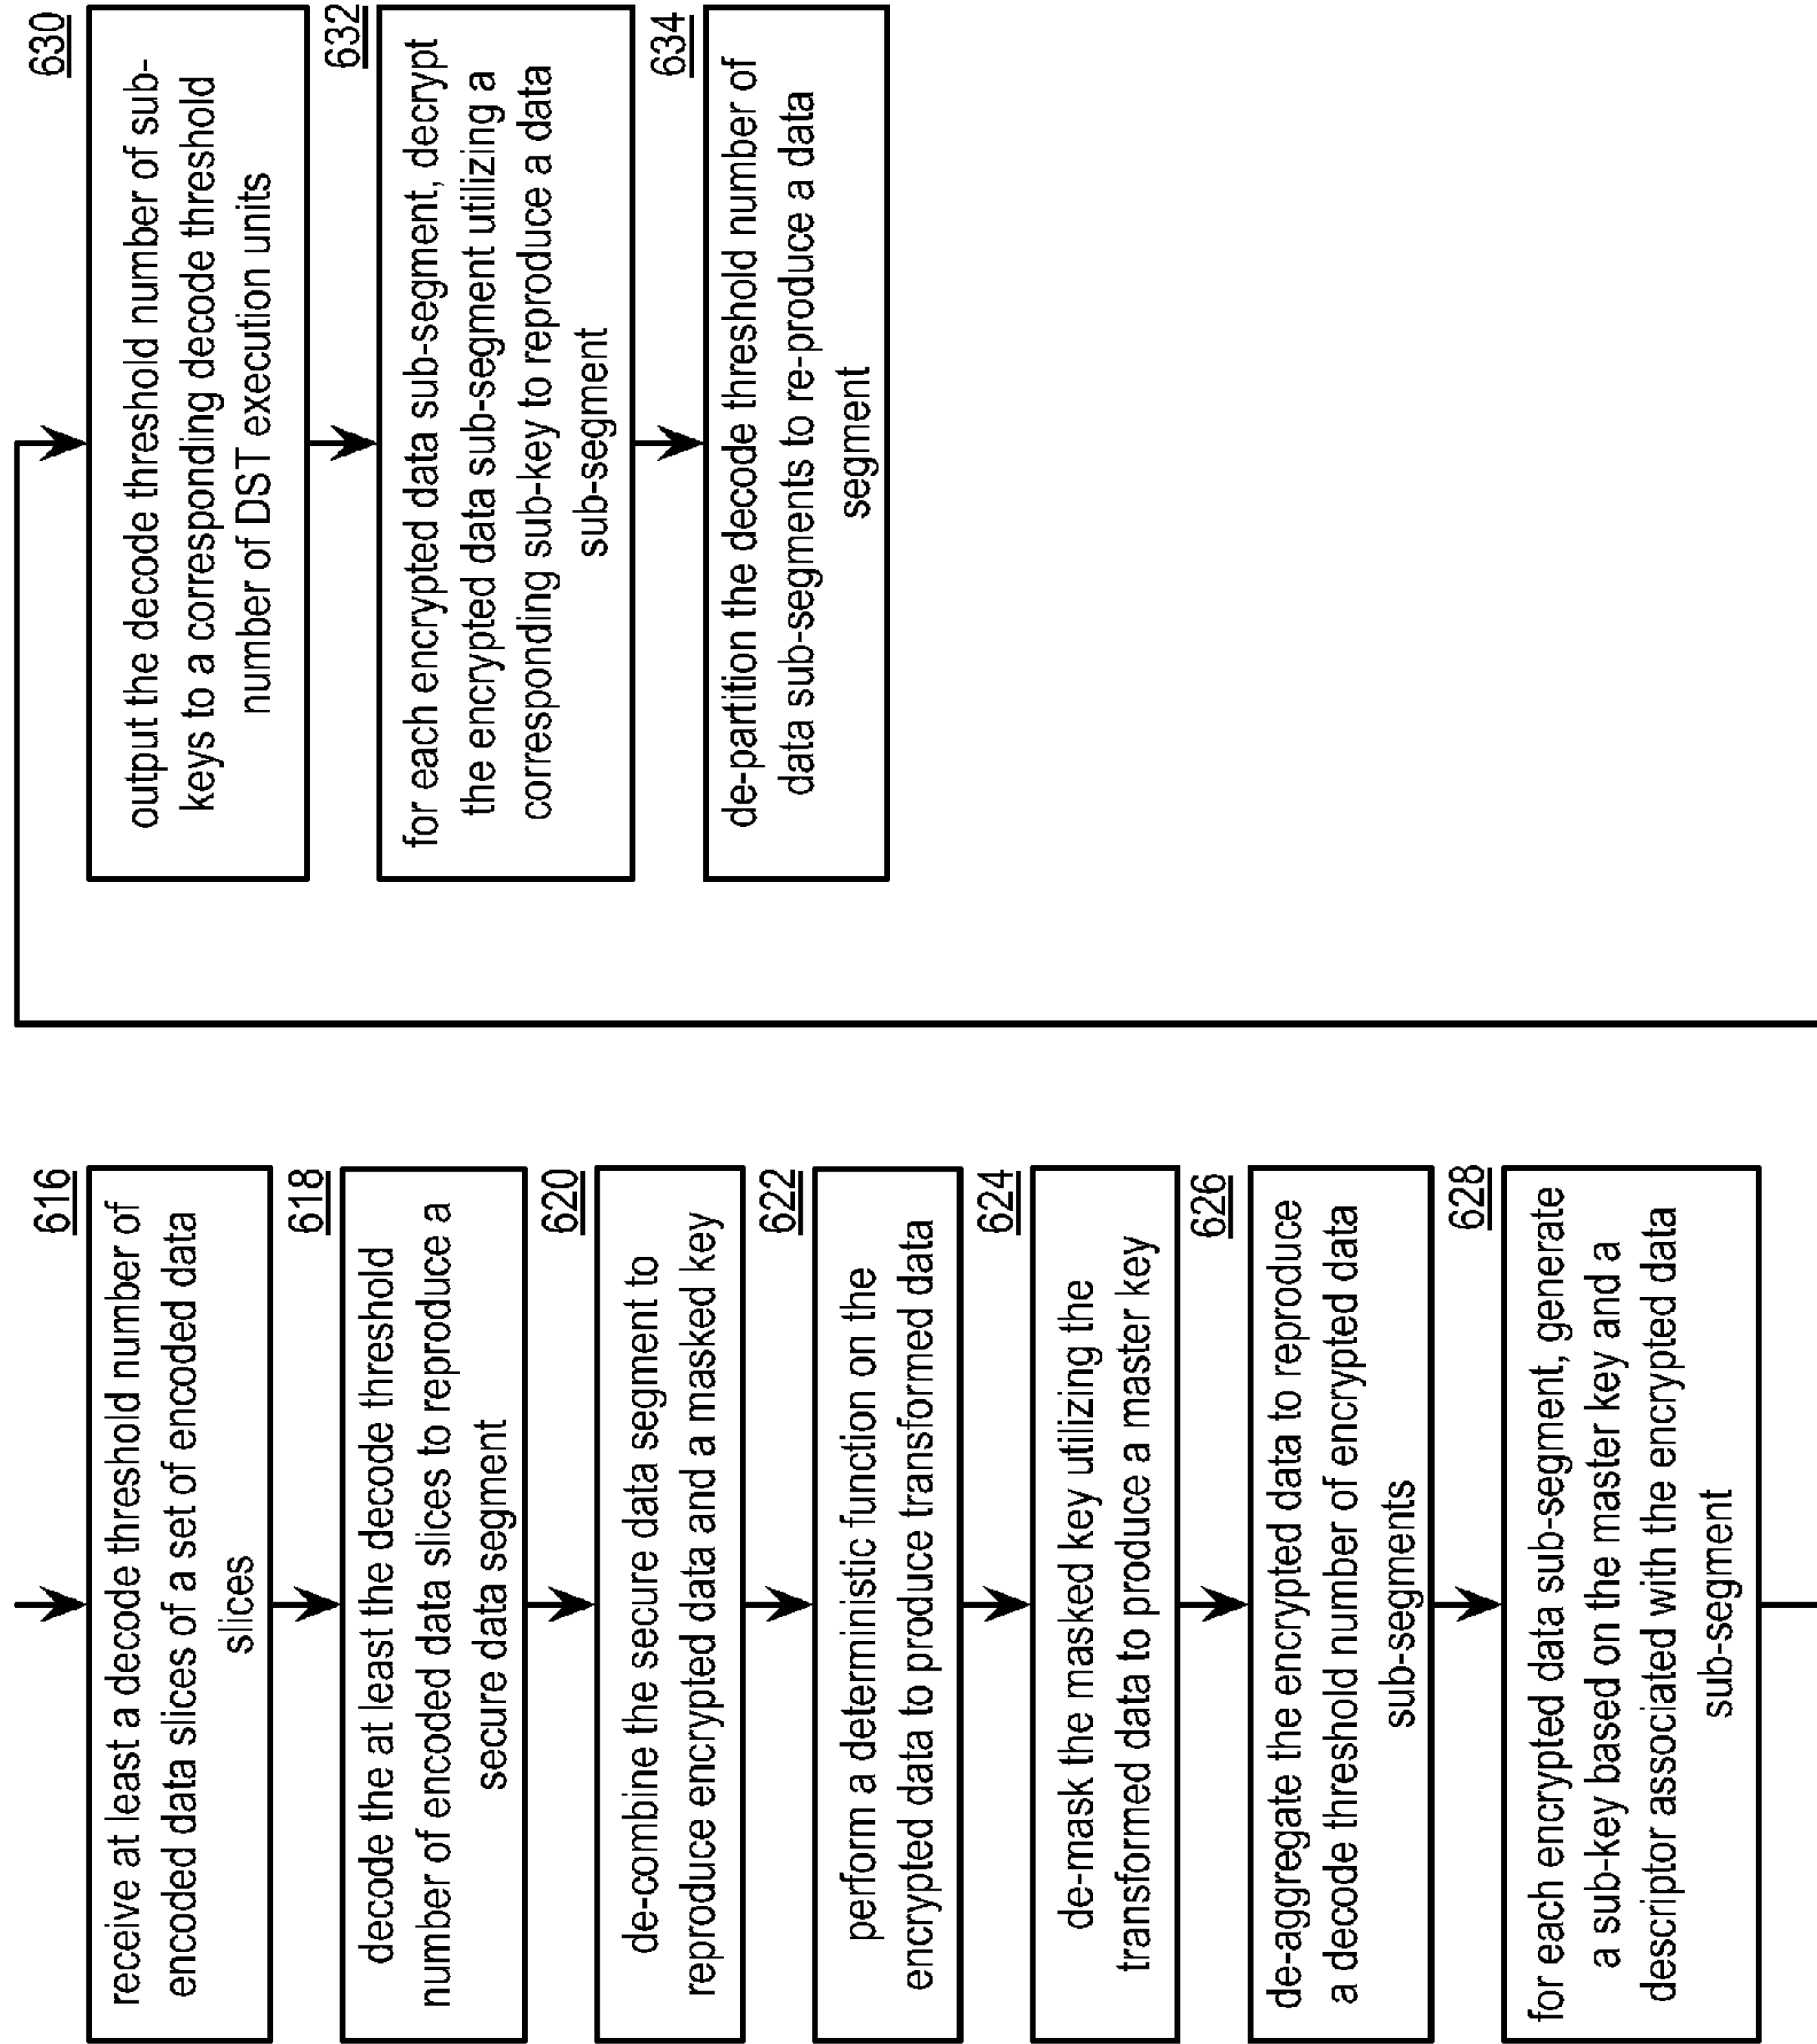 616
receive at least a decode threshold number of
encoded data slices of a set of encoded data
slices
618
decode the at least the decode threshold
number of encoded data slices to reproduce a
secure data segment
620
de-combine the secure data segment to
reproduce encrypted data and a masked key
622
perform a deterministic function on the
encrypted data to produce transformed data
624
de-mask the masked key utilizing the
transformed data to produce a master key
626
de-aggregate the encrypted data to reproduce
a decode threshold number of encrypted data
sub-segments
628
for each encrypted data sub-segment, generate
a sub-key based on the master key and a
descriptor associated with the encrypted data
sub-segment
630
output the decode threshold number of sub-
keys to a corresponding decode threshold
number of DST execution units
632
for each encrypted data sub-segment, decrypt
the encrypted data sub-segment utilizing a
corresponding sub-key to reproduce a data
sub-segment
634
de-partition the decode threshold number of
data sub-segments to re-produce a data
segment